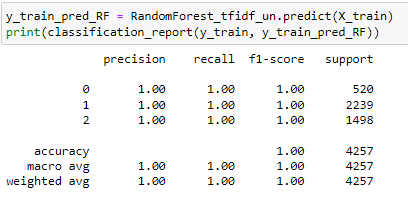 y_train_pred_RF = RandomForest_tfidf_un.predict(X_train)
print(classification_report(y_train, y_train_pred_RF))
precision recall f1-score support
0 1.00 1.00 1.00 520
1 1.00 1.00 1.00 2239
2 1.00 1.00 1.00 1498
accuracy 1.00 4257
macro avg 1.00 1.00 1.00 4257
weighted avg 1.00 1.00 1.00 4257